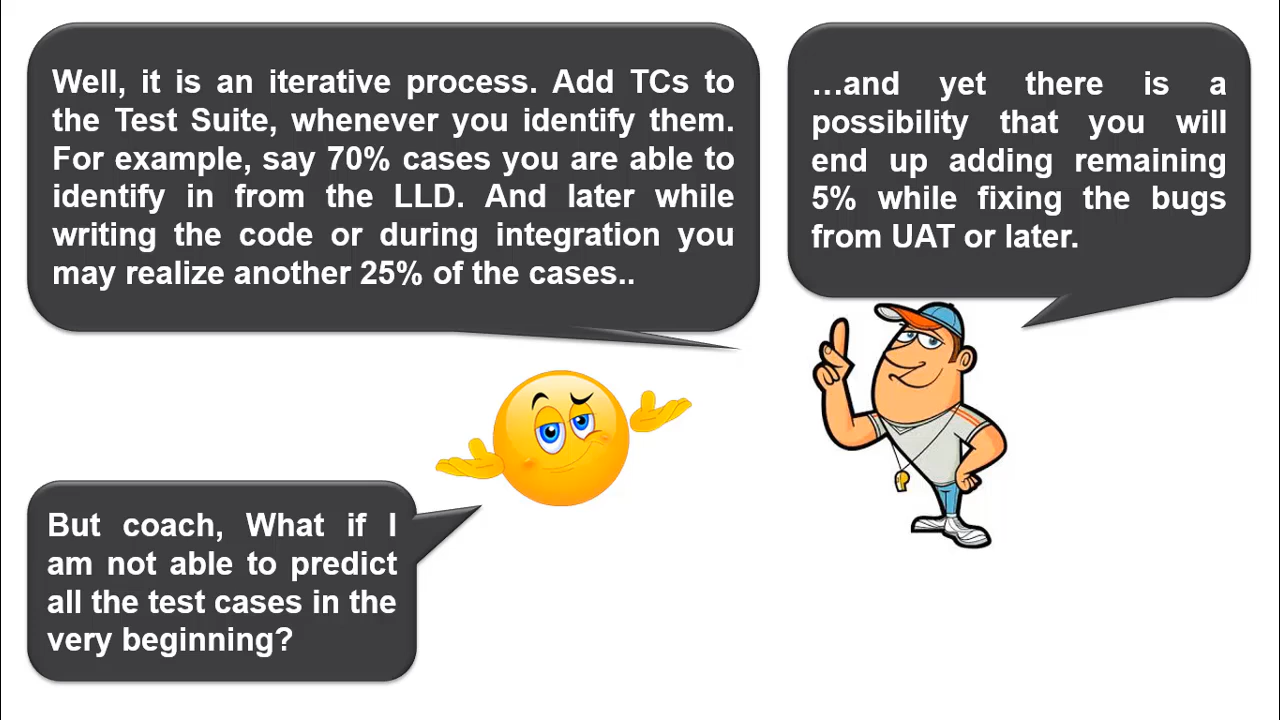 Well, it is an iterative process. Add TCs to
the Test Suite, whenever you identify them.
For example, say 70% cases you are able to
identify in from the LLD. And later while
writing the code or during integration you
may realize another 25% of the cases..
…and yet there is a
possibility that you will
end up adding remaining
5% while fixing the bugs
from UAT or later.
But coach, What if I
am not able to predict
all the test cases in the
very beginning?